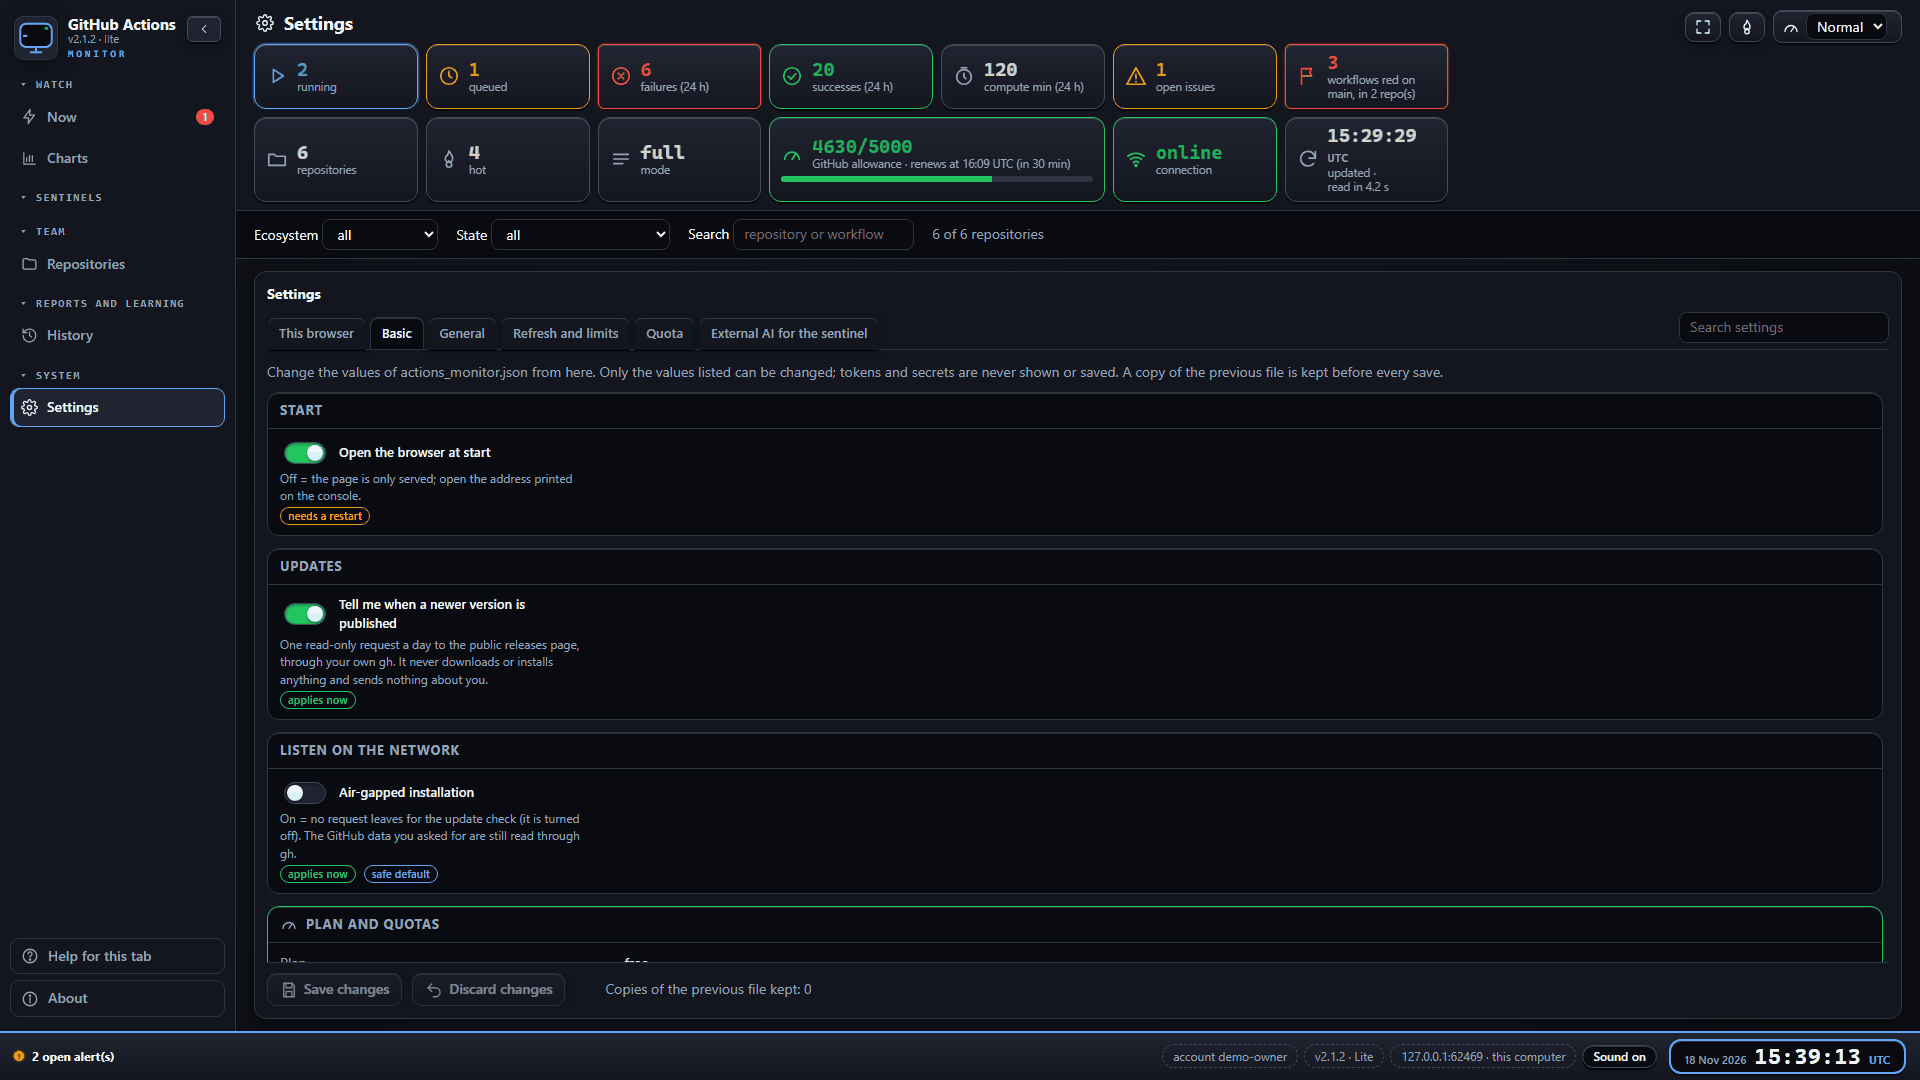 GitHub Actions
v2.1.2 · lite
MONITOR
WATCH
Now
1
Charts
SENTINELS
TEAM
Repositories
REPORTS AND LEARNING
History
SYSTEM
Settings
Help for this tab
About
Settings
Normal
2
running
1
queued
6
failures (24 h)
20
successes (24 h)
120
compute min (24 h)
1
open issues
3
workflows red on
main, in 2 repo(s)
6
repositories
4
hot
full
mode
4630/5000
GitHub allowance · renews at 16:09 UTC (in 30 min)
online
connection
15:29:29
UTC
updated ·
read in 4.2 s
Ecosystem all State all Search repository or workflow 6 of 6 repositories
Settings
This browser Basic General Refresh and limits Quota External AI for the sentinel Search settings
Change the values of actions_monitor.json from here. Only the values listed can be changed; tokens and secrets are never shown or saved. A copy of the previous file is kept before every save.
START
Open the browser at start
Off = the page is only served; open the address printed
on the console.
needs a restart
UPDATES
Tell me when a newer version is
published
One read-only request a day to the public releases page,
through your own gh. It never downloads or installs
anything and sends nothing about you.
applies now
LISTEN ON THE NETWORK
Air-gapped installation
On = no request leaves for the update check (it is turned
off). The GitHub data you asked for are still read through
gh.
applies now safe default
PLAN AND QUOTAS
Plan free
Save changes Discard changes Copies of the previous file kept: 0
2 open alert(s)
account demo-owner v2.1.2 · Lite 127.0.0.1:62469 · this computer Sound on 18 Nov 2026 15:39:13 UTC